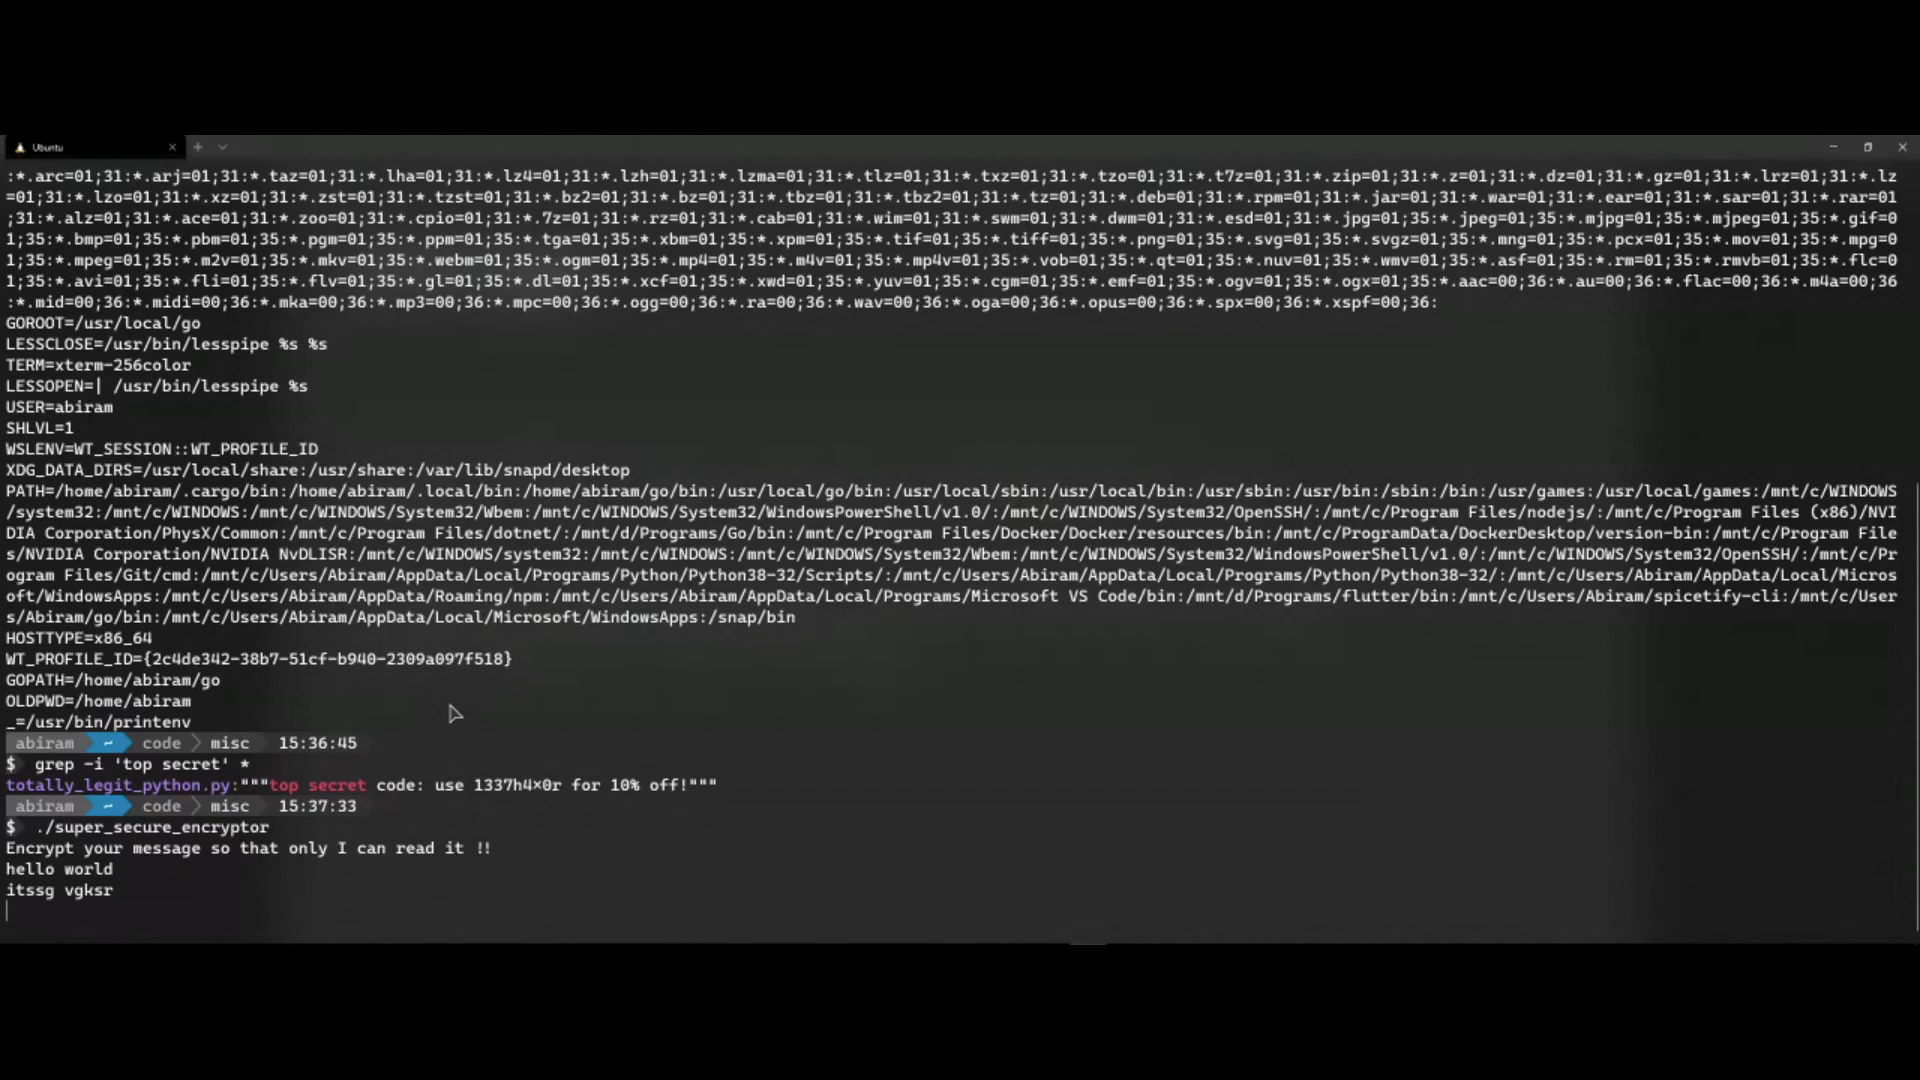 Ubuntu
:*.arc=01;31:*.arj=01;31:*.taz=01;31:*.lha=01;31:*.lz4=01;31:*.lzh=01;31:*.lzma=01;31:*.tlz=01;31:*.txz=01;31:*.tzo=01;31:*.t7z=01;31:*.zip=01;31:*.z=01;31:*.dz=01;31:*.gz=01;31:*.lrz=01;31:*.lz
=01;31:*.lzo=01;31:*.xz=01;31:*.zst=01;31:*.tzst=01;31:*.bz2=01;31:*.bz=01;31:*.tbz=01;31:*.tbz2=01;31:*.tz=01;31:*.deb=01;31:*.rpm=01;31:*.jar=01;31:*.war=01;31:*.ear=01;31:*.sar=01;31:*.rar=01
;31:*.alz=01;31:*.ace=01;31:*.zoo=01;31:*.cpio=01;31:*.7z=01;31:*.rz=01;31:*.cab=01;31:*.wim=01;31:*.swm=01;31:*.dwm=01;31:*.esd=01;31:*.jpg=01;35:*.jpeg=01;35:*.mjpg=01;35:*.mjpeg=01;35:*.gif=0
1;35:*.bmp=01;35:*.pbm=01;35:*.pgm=01;35:*.ppm=01;35:*.tga=01;35:*.xbm=01;35:*.xpm=01;35:*.tif=01;35:*.tiff=01;35:*.png=01;35:*.svg=01;35:*.svgz=01;35:*.mng=01;35:*.pcx=01;35:*.mov=01;35:*.mpg=0
1;35:*.mpeg=01;35:*.m2v=01;35:*.mkv=01;35:*.webm=01;35:*.ogm=01;35:*.mp4=01;35:*.m4v=01;35:*.mp4v=01;35:*.vob=01;35:*.qt=01;35:*.nuv=01;35:*.wmv=01;35:*.asf=01;35:*.rm=01;35:*.rmvb=01;35:*.flc=0
1;35:*.avi=01;35:*.fli=01;35:*.flv=01;35:*.gl=01;35:*.dl=01;35:*.xcf=01;35:*.xwd=01;35:*.yuv=01;35:*.cgm=01;35:*.emf=01;35:*.ogv=01;35:*.ogx=01;35:*.aac=00;36:*.au=00;36:*.flac=00;36:*.m4a=00;36
:*.mid=00;36:*.midi=00;36:*.mka=00;36:*.mp3=00;36:*.mpc=00;36:*.ogg=00;36:*.ra=00;36:*.wav=00;36:*.oga=00;36:*.opus=00;36:*.spx=00;36:*.xspf=00;36:
GOROOT=/usr/local/go
LESSCLOSE=/usr/bin/lesspipe %s %s
TERM=xterm-256color
LESSOPEN=| /usr/bin/lesspipe %s
USER=abiram
SHLVL=1
WSLENV=WT_SESSION::WT_PROFILE_ID
XDG_DATA_DIRS=/usr/local/share:/usr/share:/var/lib/snapd/desktop
PATH=/home/abiram/.cargo/bin:/home/abiram/.local/bin:/home/abiram/go/bin:/usr/local/go/bin:/usr/local/sbin:/usr/local/bin:/usr/sbin:/usr/bin:/sbin:/bin:/usr/games:/usr/local/games:/mnt/c/WINDOWS
/system32:/mnt/c/WINDOWS:/mnt/c/WINDOWS/System32/Wbem:/mnt/c/WINDOWS/System32/WindowsPowerShell/v1.0/:/mnt/c/WINDOWS/System32/OpenSSH/:/mnt/c/Program Files/nodejs/:/mnt/c/Program Files (x86)/NVI
DIA Corporation/PhysX/Common:/mnt/c/Program Files/dotnet/:/mnt/d/Programs/Go/bin:/mnt/c/Program Files/Docker/Docker/resources/bin:/mnt/c/ProgramData/DockerDesktop/version-bin:/mnt/c/Program File
s/NVIDIA Corporation/NVIDIA NvDLISR:/mnt/c/WINDOWS/system32:/mnt/c/WINDOWS:/mnt/c/WINDOWS/System32/Wbem:/mnt/c/WINDOWS/System32/WindowsPowerShell/v1.0/:/mnt/c/WINDOWS/System32/OpenSSH/:/mnt/c/Pr
ogram Files/Git/cmd:/mnt/c/Users/Abiram/AppData/Local/Programs/Python/Python38-32/Scripts/:/mnt/c/Users/Abiram/AppData/Local/Programs/Python/Python38-32/:/mnt/c/Users/Abiram/AppData/Local/Micros
oft/WindowsApps:/mnt/c/Users/Abiram/AppData/Roaming/npm:/mnt/c/Users/Abiram/AppData/Local/Programs/Microsoft VS Code/bin:/mnt/d/Programs/flutter/bin:/mnt/c/Users/Abiram/spicetify-cli:/mnt/c/User
s/Abiram/go/bin:/mnt/c/Users/Abiram/AppData/Local/Microsoft/WindowsApps:/snap/bin
HOSTTYPE=x86_64
WT_PROFILE_ID={2c4de342-38b7-51cf-b940-2309a097f518}
GOPATH=/home/abiram/go
OLDPWD=/home/abiram
_=/usr/bin/printenv
abiram ~ code misc 15:36:45
$ grep -i 'top secret' *
totally_legit_python.py:"""top secret code: use 1337h4x0r for 10% off!"""
abiram ~ code misc 15:37:33
$ ./super_secure_encryptor
Encrypt your message so that only I can read it !!
hello world
itssg vgksr